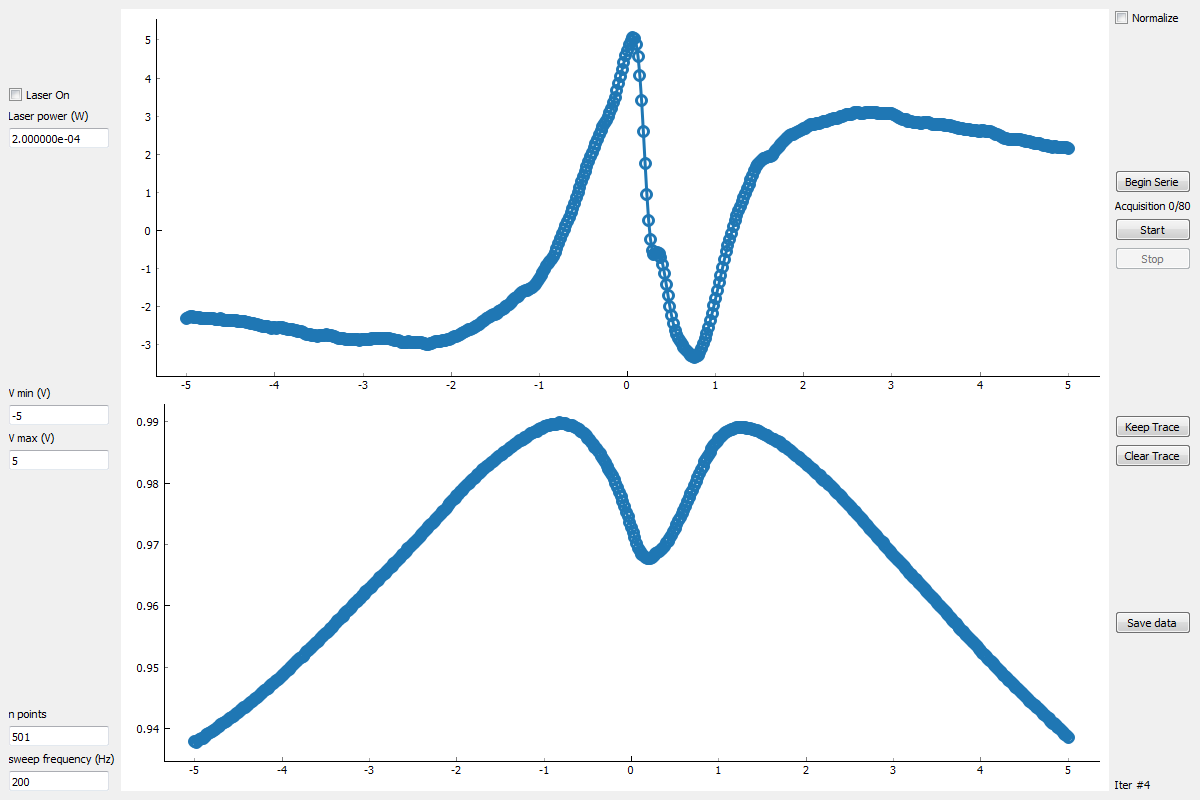 Laser On
Laser power (W)
2.000000e-04
V min (V)
-5
V max (V)
5
n points
501
sweep frequency (Hz)
200
5
4
3
2
1
0
-1
-2
-3
-5 -4 -3 -2 -1 0 1 2 3 4 5
0.99
0.98
0.97
0.96
0.95
0.94
-5 -4 -3 -2 -1 0 1 2 3 4 5
Normalize
Begin Serie
Acquisition 0/80
Start
Stop
Keep Trace
Clear Trace
Save data
Iter #4